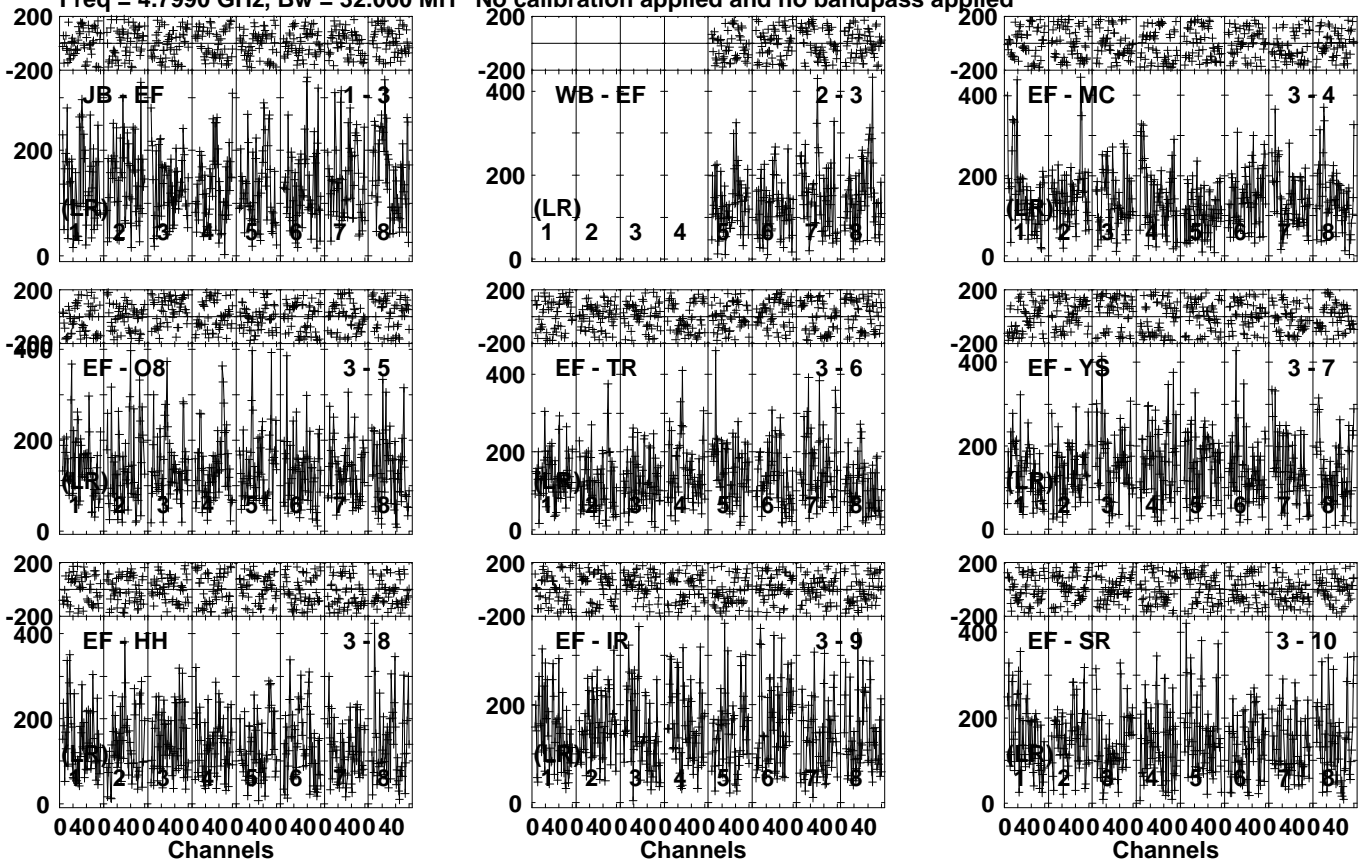 Freq = 4.7990 GHz, Bw = 32.000 MH No calibration applied and no bandpass applied
200 200 200
-200 -200 -200
JB - EF 1 - 3 WB - EF 2 - 3 EF - MC 3 - 4
400 400
200 200 200
(LR) (LR) (LR)
1 2 3 4 5 6 7 8 1 2 3 4 5 6 7 8 1 2 3 4 5 6 7 8
0 0 0
200 200 200
-200 -200 -200
400 400 400
EF - O8 3 - 5 EF - TR 3 - 6 EF - YS 3 - 7
200 200 200
(LR) (LR) (LR)
1 2 3 4 5 6 7 8 1 2 3 4 5 6 7 8 1 2 3 4 5 6 7 8
0 0 0
200 200 200
-200 -200 -200
400 400
EF - HH 3 - 8 EF - IR 3 - 9 EF - SR 3 - 10
200 200 200
(LR) (LR) (LR)
1 2 3 4 5 6 7 8 1 2 3 4 5 6 7 8 1 2 3 4 5 6 7 8
0 0 0
0 40 0 40 0 40 0 40 0 40 0 40 0 40 0 40 0 40 0 40 0 40 0 40 0 40 0 40 0 40 0 40 0 40 0 40 0 40 0 40 0 40 0 40 0 40 0 40
Channels Channels Channels